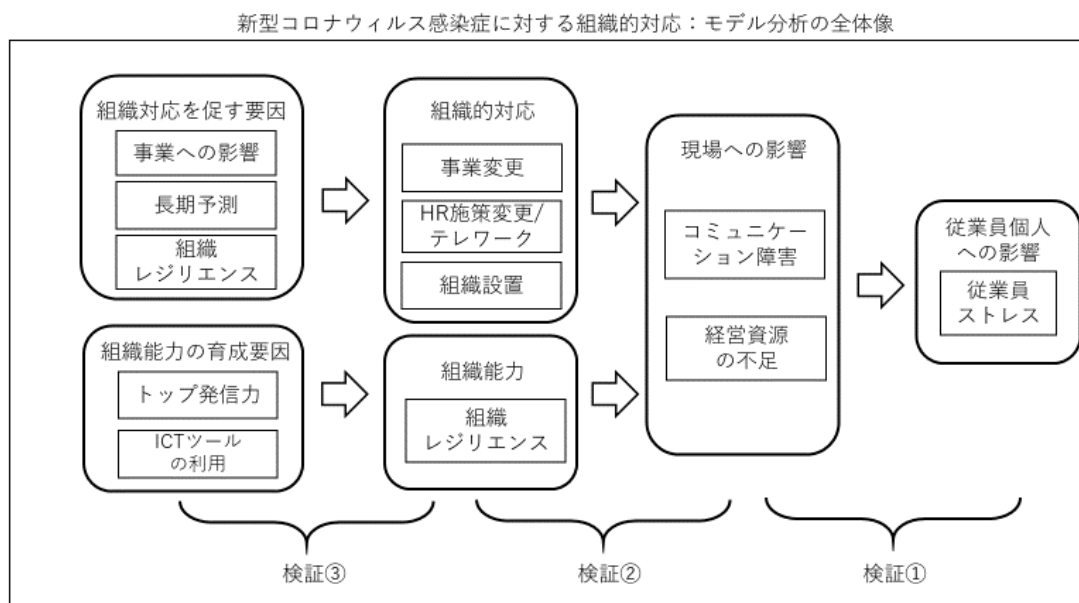 新型コロナウィルス感染症に対する組織的対応：モデル分析の全体像
組織対応を促す要因
事業への影響
長期予測
組織
レジリエンス
組織能力の育成要因
トップ発信力
ICTツール
の利用
組織的対応
事業変更
HR施策変更/
テレワーク
組織設置
組織能力
組織
レジリエンス
現場への影響
コミュニケー
ション障害
経営資源
の不足
従業員個人
への影響
従業員
ストレス
検証③
検証②
検証①